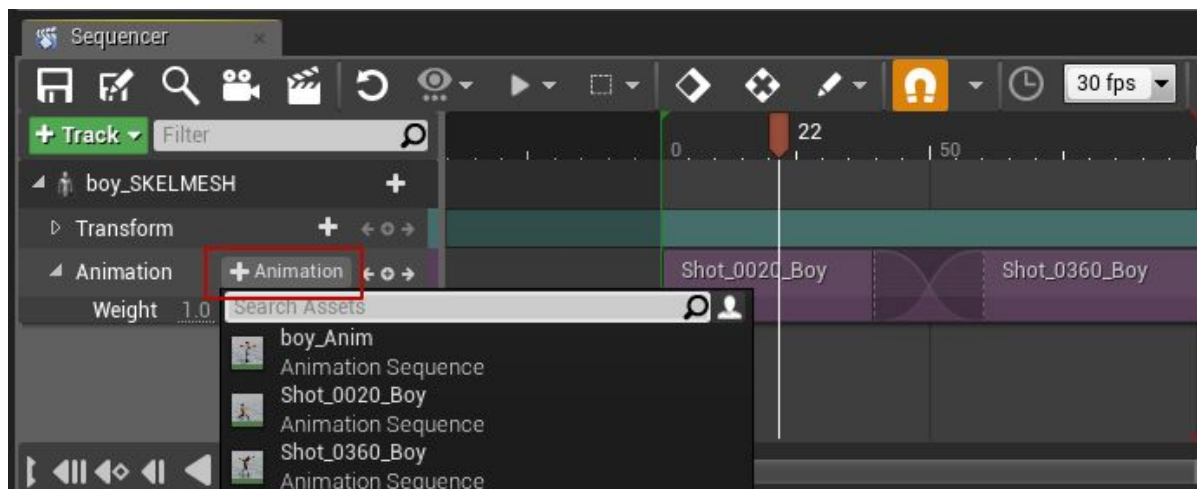 Sequencer
30 fps
+ Track Filter
22
0 50
boy_SKELMESH
Transform
Animation + Animation Shot_0020_Boy Shot_0360_Boy
Weight 1.0 Search Assets
boy_Anim
Animation Sequence
Shot_0020_Boy
Animation Sequence
Shot_0360_Boy
Animation Sequence